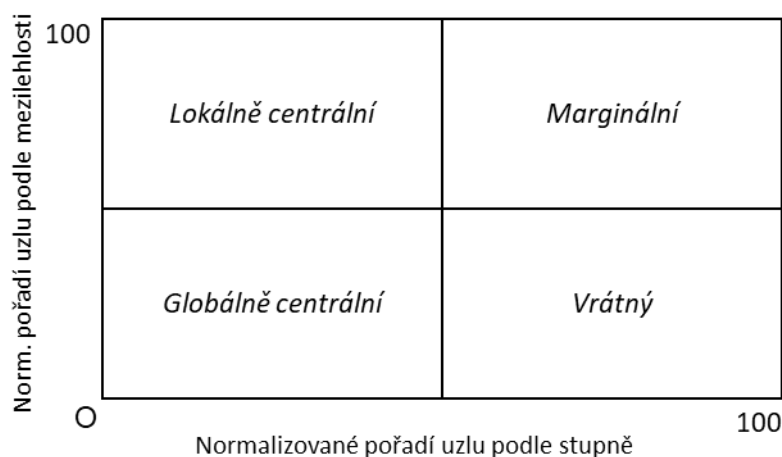 100
Norm. pořadí uzlu podle mezilehlosti
Lokálně centrální
Marginální
Globálně centrální
Vrátný
O
100
Normalizované pořadí uzlu podle stupně